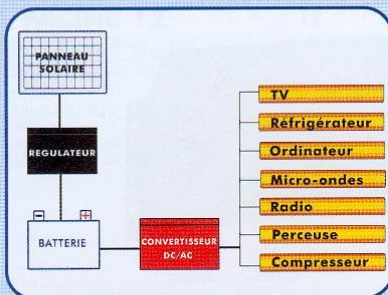 PANNEAU
SOLAIRE
REGULATEUR
BATTERIE
CONVERTISSEUR
DC/AC
TV
Réfrigérateur
Ordinateur
Micro-ondes
Radio
Perceuse
Compresseur